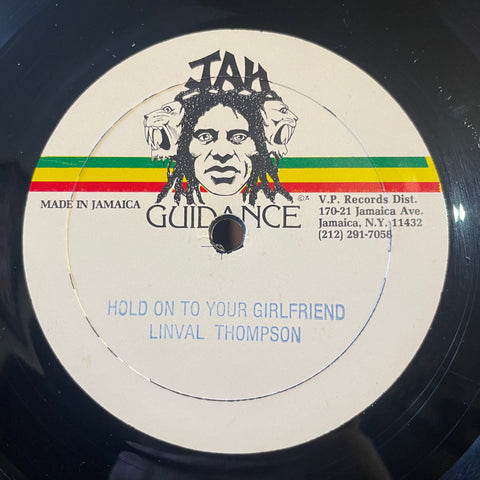 JAH
GUIDANCE
MADE IN JAMAICA
V.P. Records Dist.
170-21 Jamaica Ave.
Jamaica, N.Y. 11432
(212) 291-7058
HOLD ON TO YOUR GIRLFRIEND
LINVAL THOMPSON